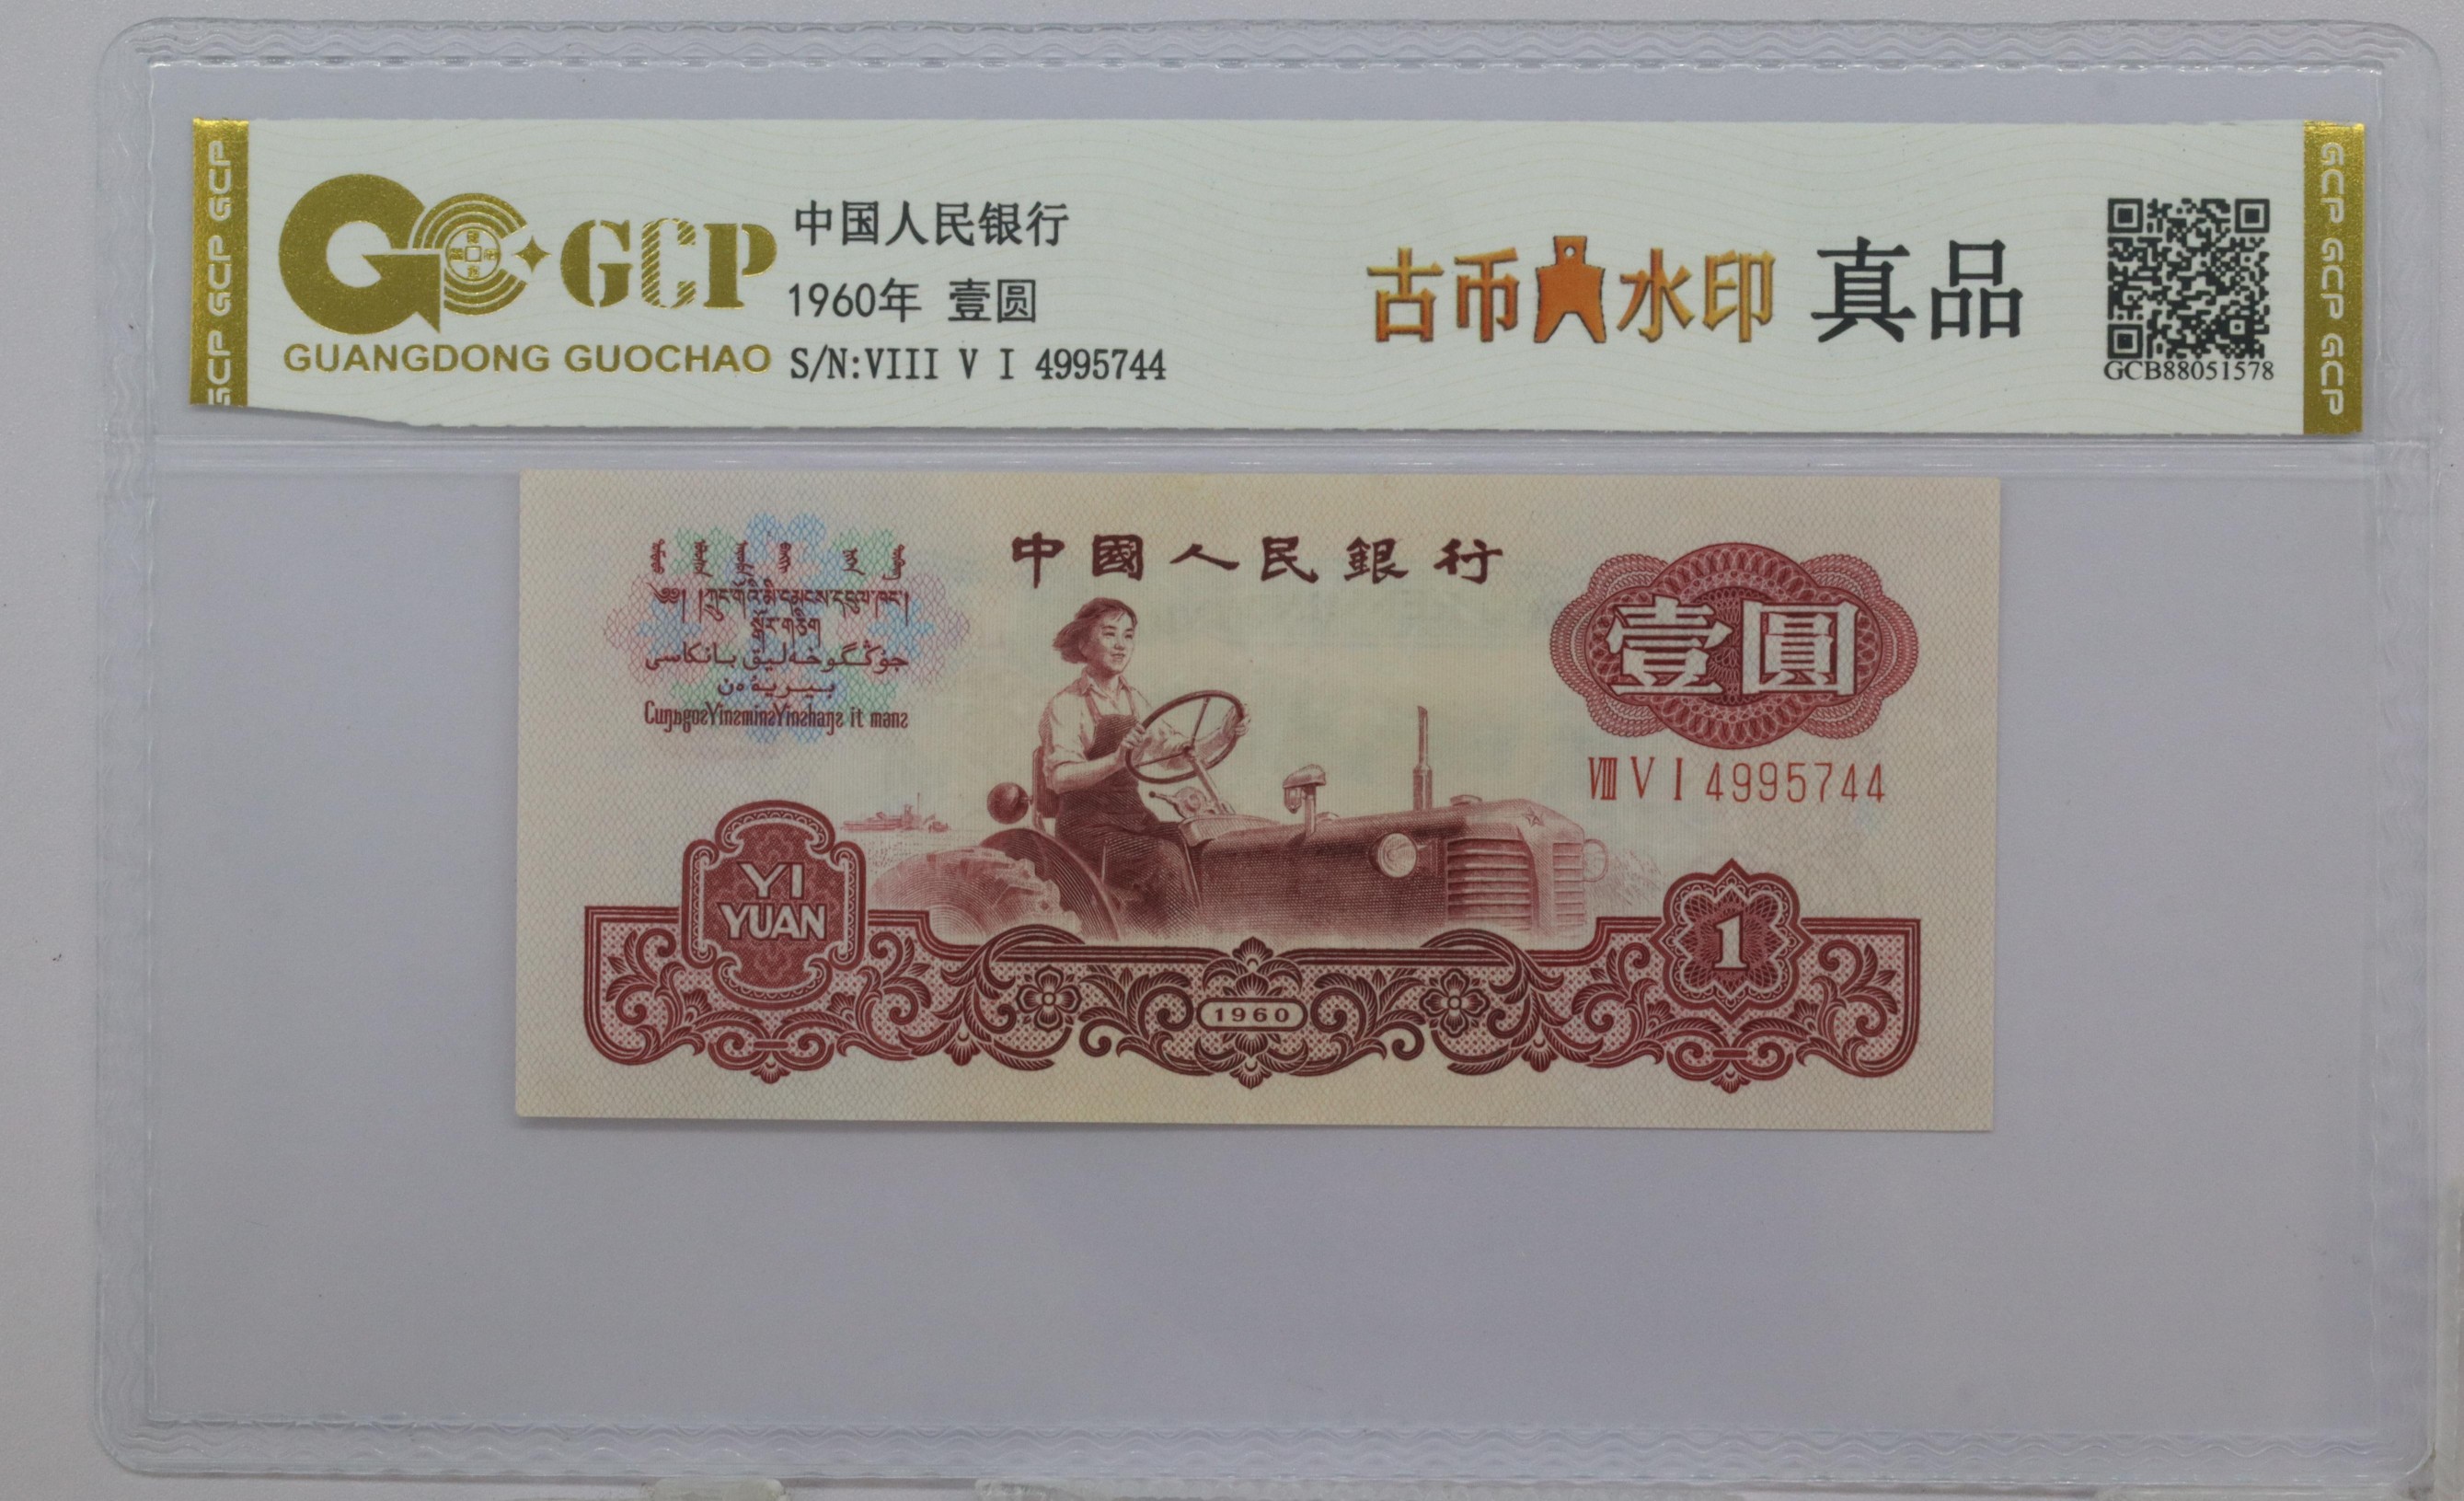 GCP GCP GCP
GCP
GUANGDONG GUOCHAO
中国人民银行
1960年 壹圆
S/N:VIII V I 4995744
古币水印 真品
GCB88051578
GCP GCP GCP
中國人民銀行
壹圓
VIII V I 4995744
YI
YUAN
1960
1